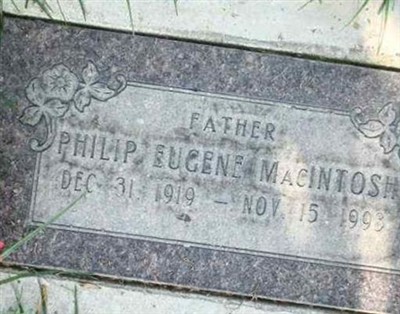 FATHER
PHILIP EUGENE MACINTOSH
DEC 31 1919 — NOV 15 1993